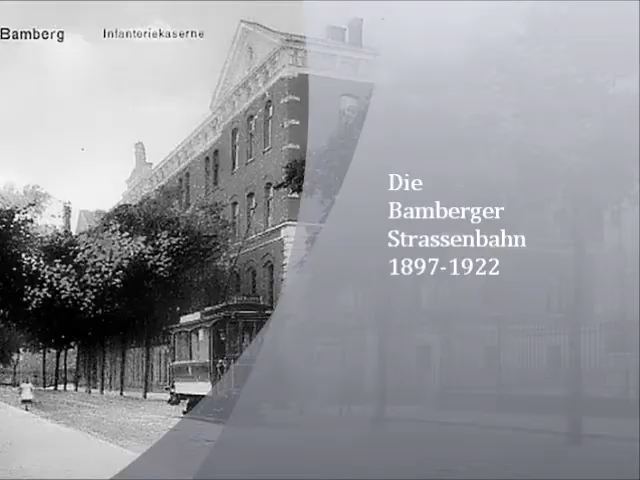 Bamberg Infanteriekaserne
Die
Bamberger
Strassenbahn
1897-1922